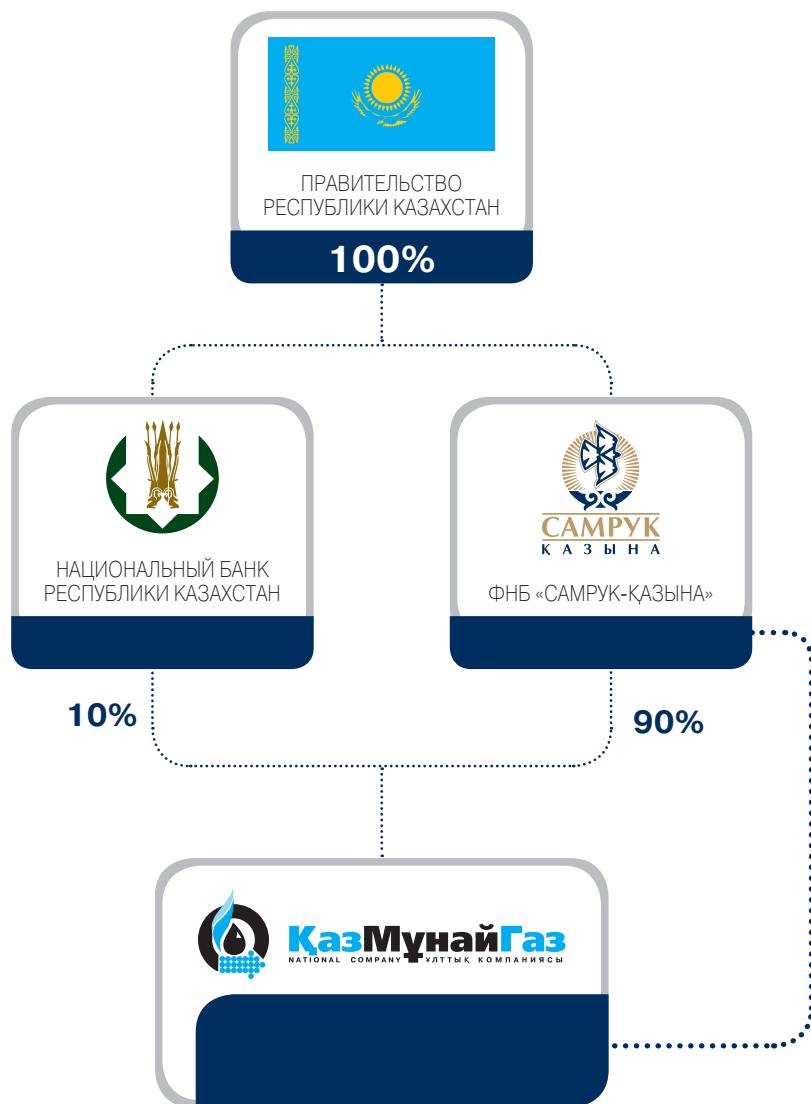 ПРАВИТЕЛЬСТВО
РЕСПУБЛИКИ КАЗАХСТАН
100%
НАЦИОНАЛЬНЫЙ БАНК
РЕСПУБЛИКИ КАЗАХСТАН
САМРУК
ҚАЗЫНА
ФНБ «САМРУК-ҚАЗЫНА»
10%
90%
ҚазМұнайГаз
NATIONAL COMPANY ҰЛТТЫҚ КОМПАНИЯСЫ